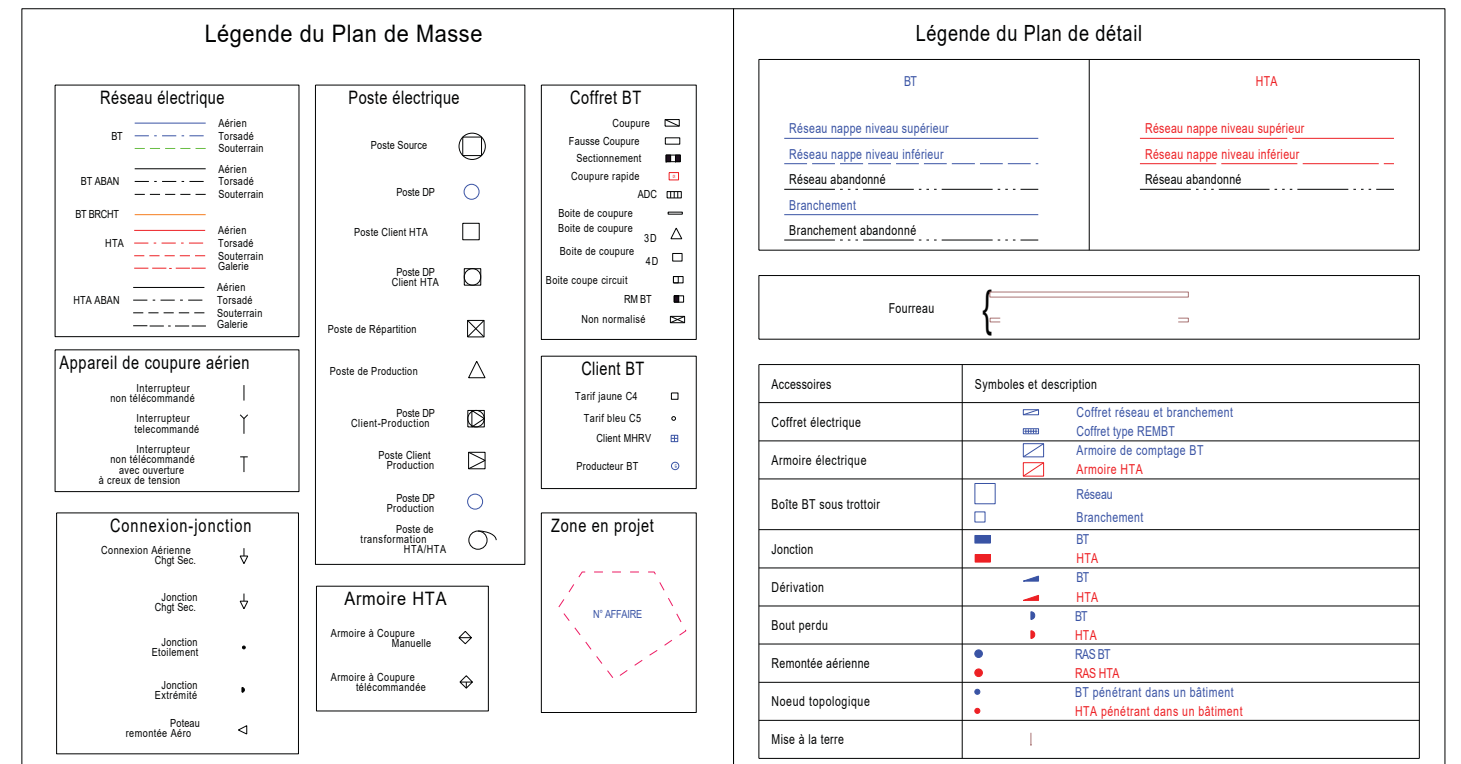 Légende du Plan de Masse
Réseau électrique
BT
Aérien
Torsadé
Souterrain
BT ABAN
Aérien
Torsadé
Souterrain
BT BRCHT
HTA
Aérien
Torsadé
Souterrain
Galerie
HTA ABAN
Aérien
Torsadé
Souterrain
Galerie
Appareil de coupure aérien
Interrupteur
non télécommandé
Interrupteur
telecommandé
Interrupteur
non télécommandé
avec ouverture
à creux de tension
Connexion-jonction
Connexion Aérienne
Chgt Sec.
Jonction
Chgt Sec.
Jonction
Etoilement
Jonction
Extrémité
Poteau
remontée Aéro
Poste électrique
Poste Source
Poste DP
Poste Client HTA
Poste DP
Client HTA
Poste de Répartition
Poste de Production
Poste DP
Client-Production
Poste Client
Production
Poste DP
Production
Poste de
transformation
HTA/HTA
Armoire HTA
Armoire à Coupure
Manuelle
Armoire à Coupure
télécommandée
Coffret BT
Coupure
Fausse Coupure
Sectionnement
Coupure rapide
ADC
Boite de coupure
Boite de coupure
3D
Boite de coupure
4D
Boite coupe circuit
RM BT
Non normalisé
Client BT
Tarif jaune C4
Tarif bleu C5
Client MHRV
Producteur BT
Zone en projet
N° AFFAIRE
Légende du Plan de détail
BT
Réseau nappe niveau supérieur
Réseau nappe niveau inférieur
Réseau abandonné
Branchement
Branchement abandonné
HTA
Réseau nappe niveau supérieur
Réseau nappe niveau inférieur
Réseau abandonné
Fourreau
Accessoires
Symboles et description
Coffret électrique
Coffret réseau et branchement
Coffret type REMBT
Armoire électrique
Armoire de comptage BT
Armoire HTA
Boîte BT sous trottoir
Réseau
Branchement
Jonction
BT
HTA
Dérivation
BT
HTA
Bout perdu
BT
HTA
Remontée aérienne
RAS BT
RAS HTA
Noeud topologique
BT pénétrant dans un bâtiment
HTA pénétrant dans un bâtiment
Mise à la terre